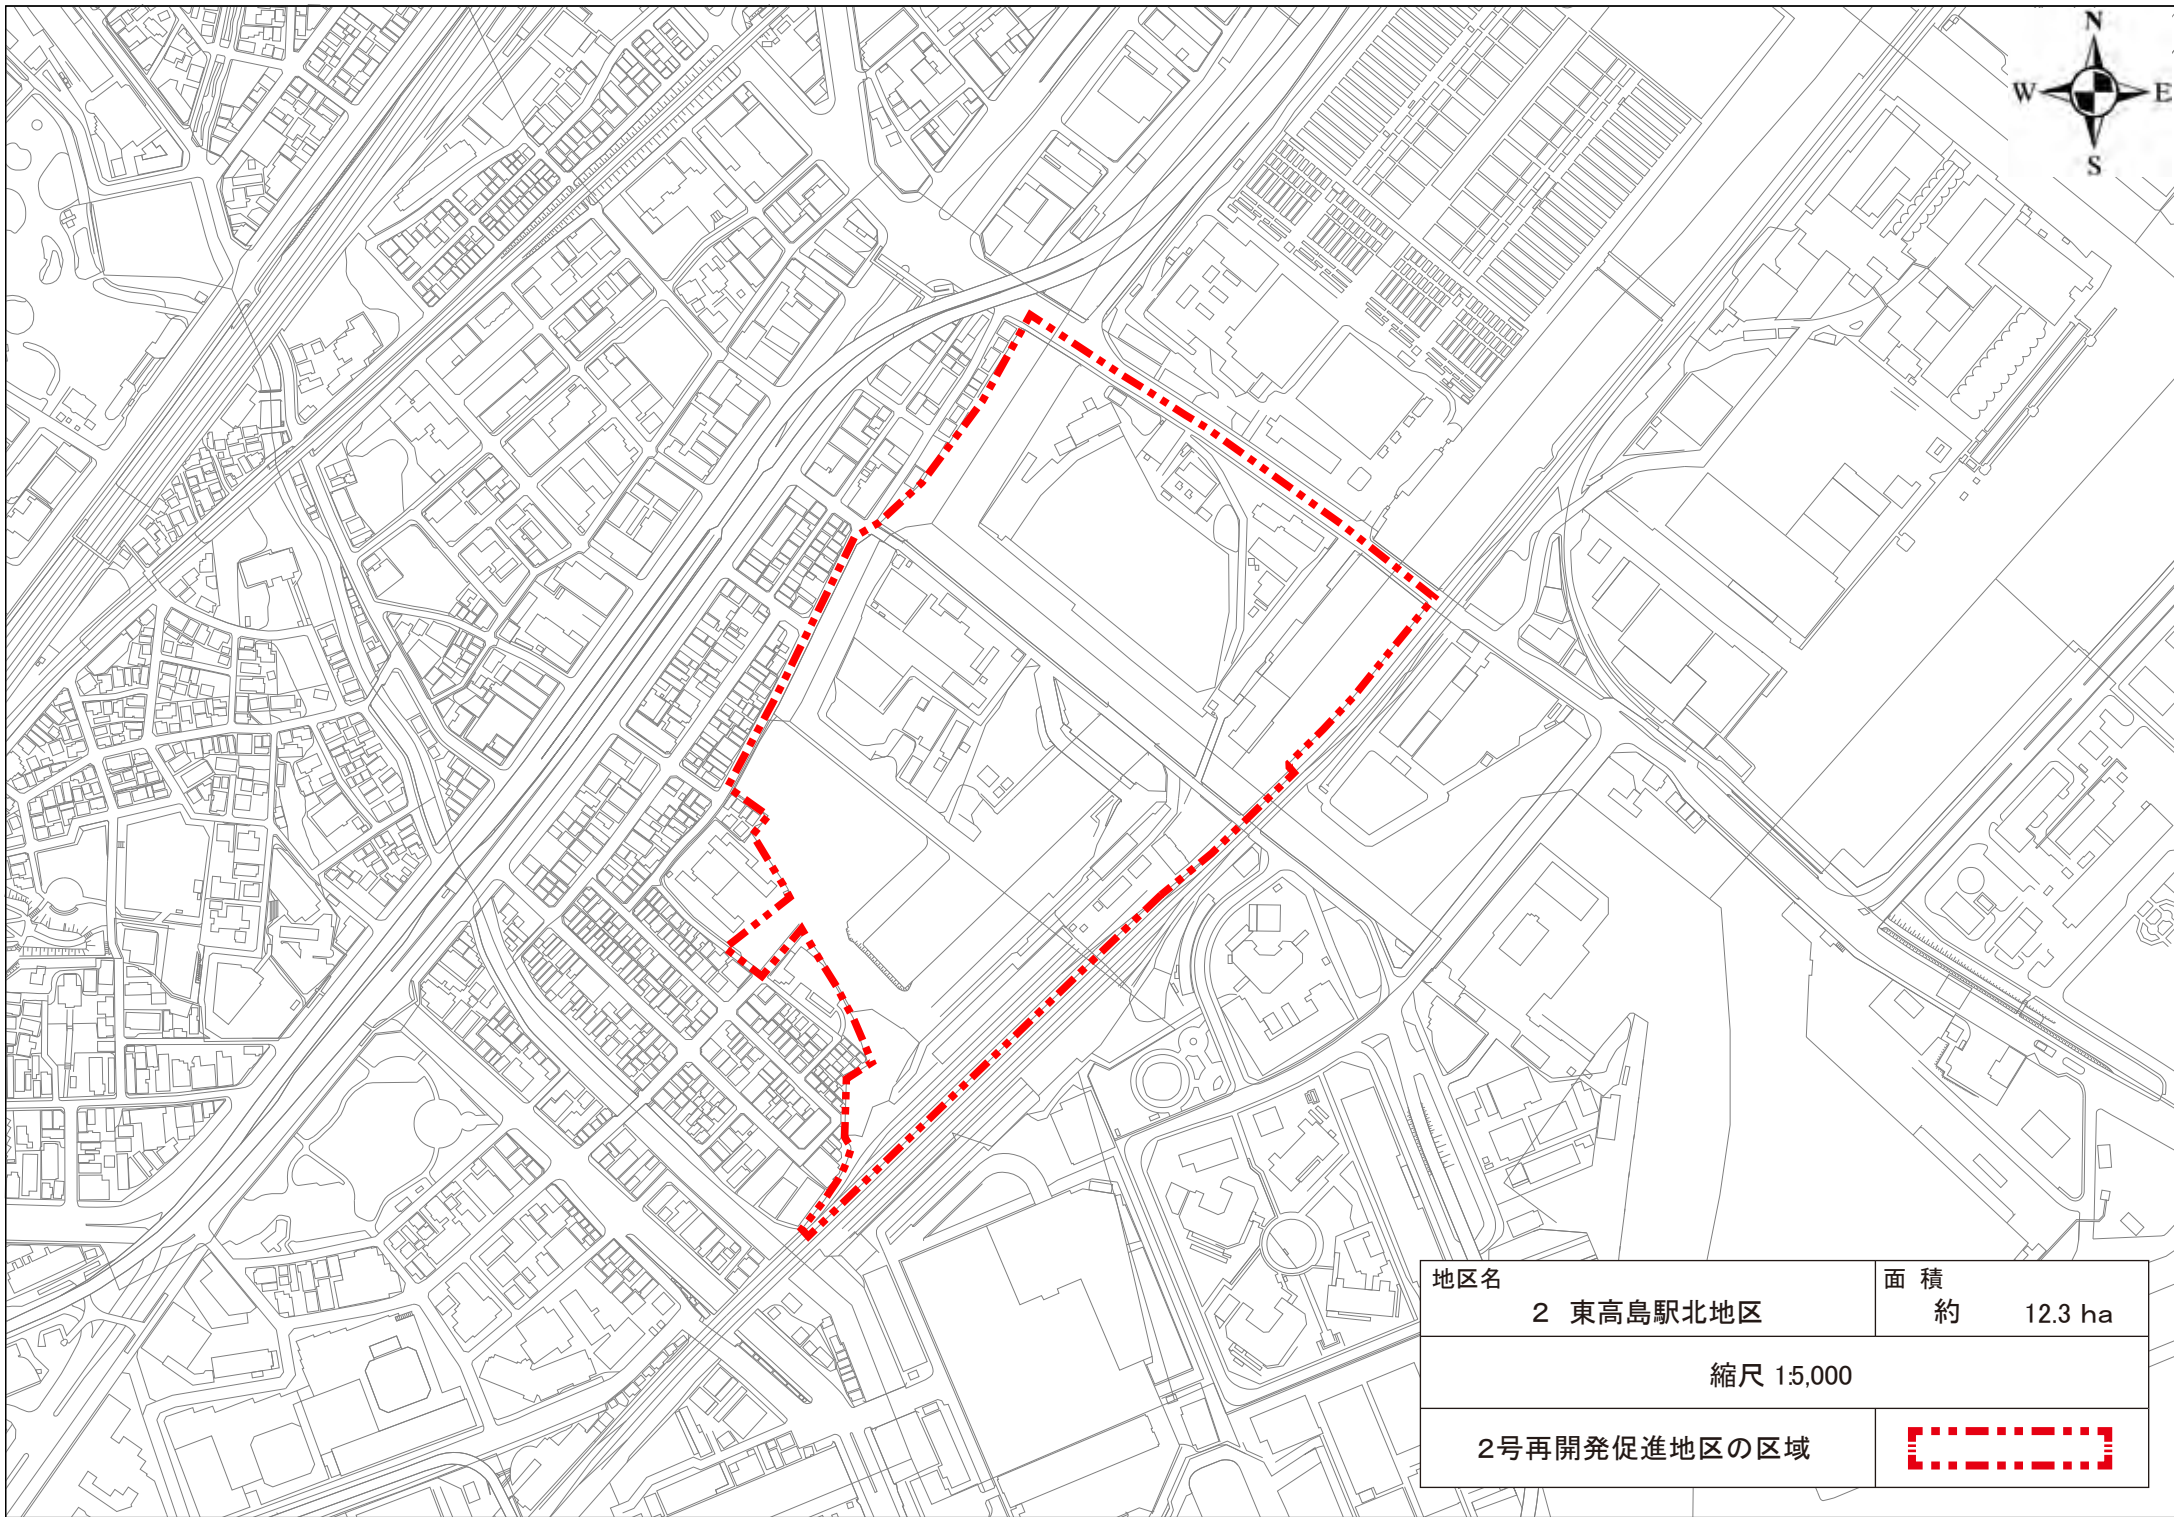 N
W E
S
地区名
2 東高島駅北地区
面 積
約 12.3 ha
縮尺 1:5,000
2号再開発促進地区の区域